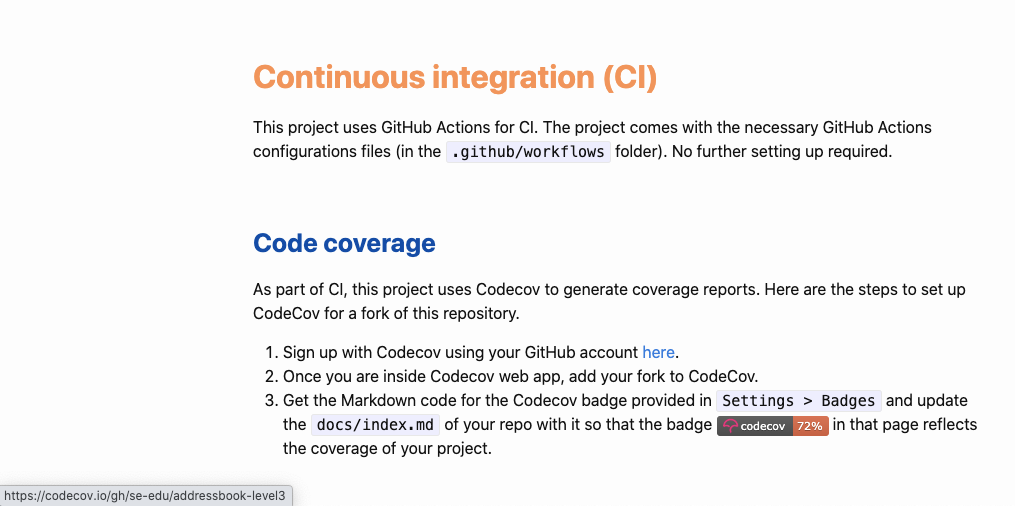 Continuous integration (CI)
This project uses GitHub Actions for CI. The project comes with the necessary GitHub Actions
configurations files (in the .github/workflows folder). No further setting up required.
Code coverage
As part of CI, this project uses Codecov to generate coverage reports. Here are the steps to set up
CodeCov for a fork of this repository.
1. Sign up with Codecov using your GitHub account here.
2. Once you are inside Codecov web app, add your fork to CodeCov.
3. Get the Markdown code for the Codecov badge provided in Settings > Badges and update
the docs/index.md of your repo with it so that the badge codecov 72% in that page reflects
the coverage of your project.
https://codecov.io/gh/se-edu/addressbook-level3